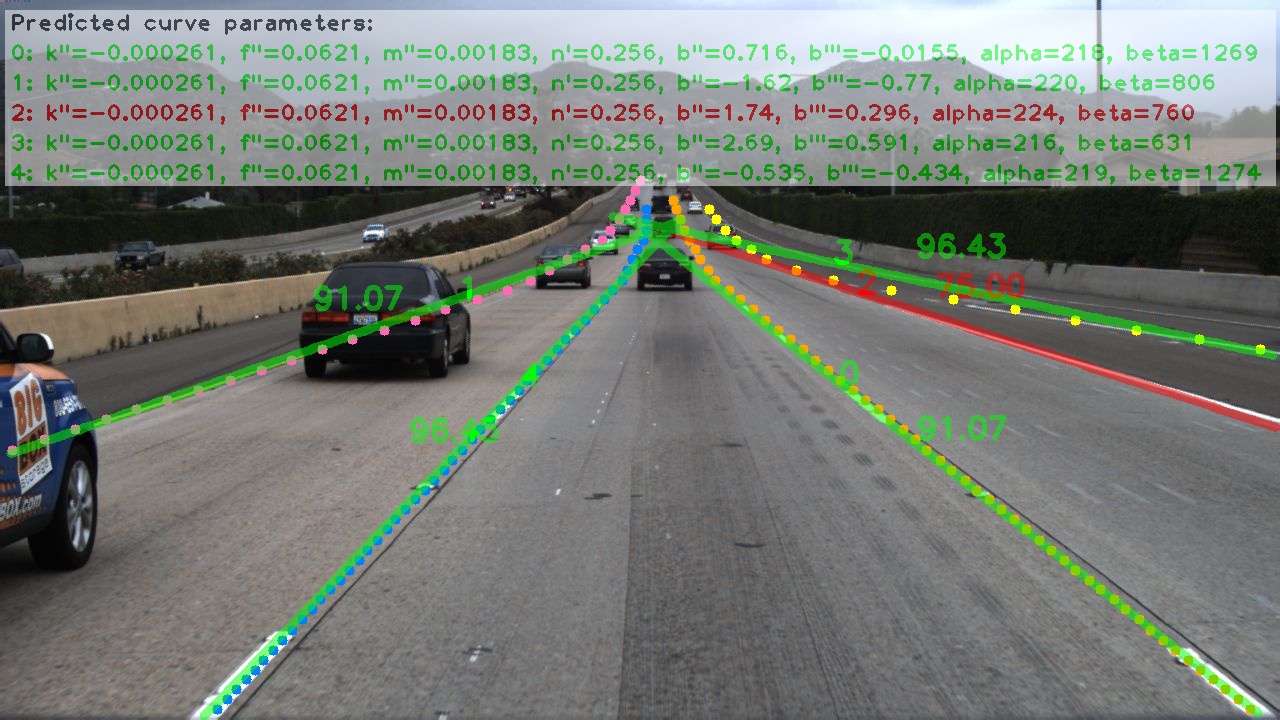 Predicted curve parameters:
0: k''=-0.000261, f''=0.0621, m''=0.00183, n'=0.256, b''=0.716, b'''=-0.0155, alpha=218, beta=1269
1: k''=-0.000261, f''=0.0621, m''=0.00183, n'=0.256, b''=-1.62, b'''=-0.77, alpha=220, beta=806
2: k''=-0.000261, f''=0.0621, m''=0.00183, n'=0.256, b''=1.74, b'''=0.296, alpha=224, beta=760
3: k''=-0.000261, f''=0.0621, m''=0.00183, n'=0.256, b''=2.69, b'''=0.591, alpha=216, beta=631
4: k''=-0.000261, f''=0.0621, m''=0.00183, n'=0.256, b''=-0.535, b'''=-0.434, alpha=219, beta=1274
3 96.43
2 75.00
91.07 1
0
96.43
91.07
BIG
BOX
storage
BOX.com